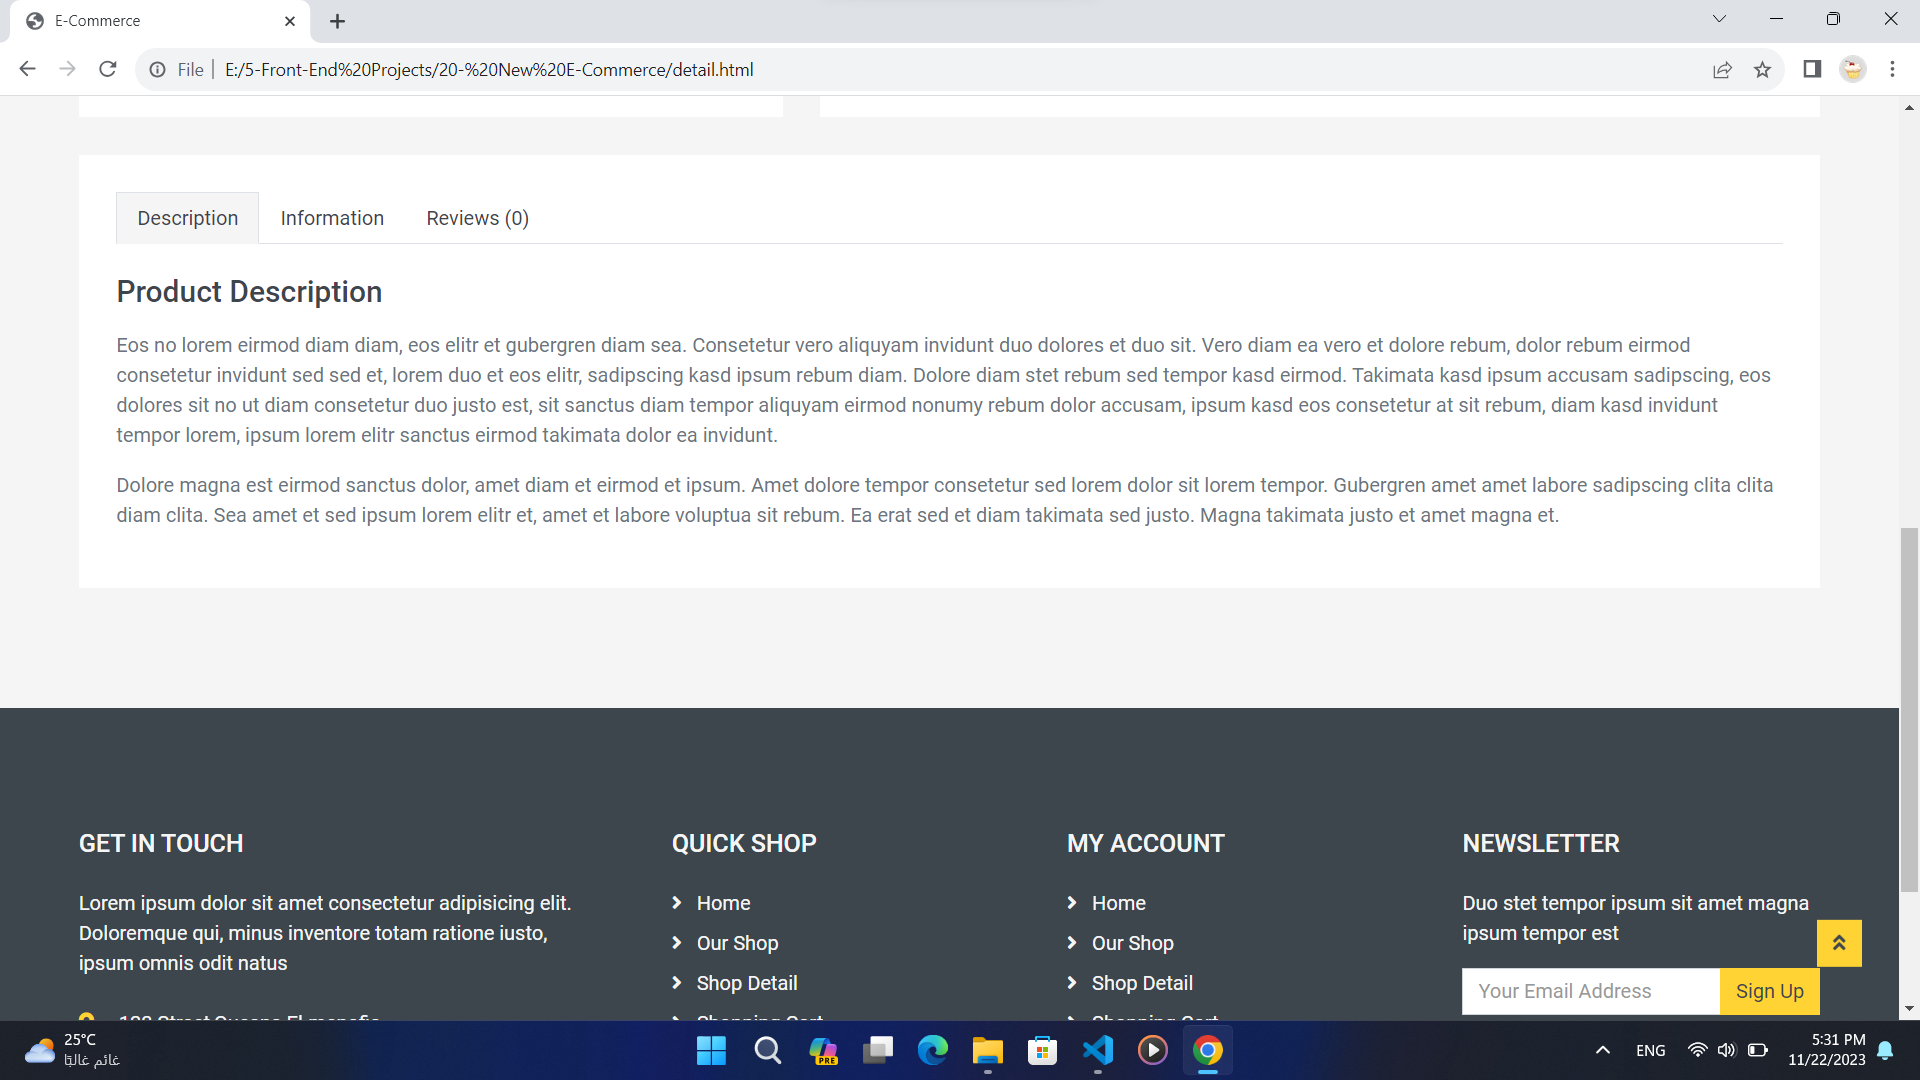 E-Commerce
File
E:/5-Front-End%20Projects/20-%20New%20E-Commerce/detail.html
Description
Information
Reviews (0)
Product Description
Eos no lorem eirmod diam diam, eos elitr et gubergren diam sea. Consetetur vero aliquyam invidunt duo dolores et duo sit. Vero diam ea vero et dolore rebum, dolor rebum eirmod
consetetur invidunt sed sed et, lorem duo et eos elitr, sadipscing kasd ipsum rebum diam. Dolore diam stet rebum sed tempor kasd eirmod. Takimata kasd ipsum accusam sadipscing, eos
dolores sit no ut diam consetetur duo justo est, sit sanctus diam tempor aliquyam eirmod nonumy rebum dolor accusam, ipsum kasd eos consetetur at sit rebum, diam kasd invidunt
tempor lorem, ipsum lorem elitr sanctus eirmod takimata dolor ea invidunt.
Dolore magna est eirmod sanctus dolor, amet diam et eirmod et ipsum. Amet dolore tempor consetetur sed lorem dolor sit lorem tempor. Gubergren amet amet labore sadipscing clita clita
diam clita. Sea amet et sed ipsum lorem elitr et, amet et labore voluptua sit rebum. Ea erat sed et diam takimata sed justo. Magna takimata justo et amet magna et.
GET IN TOUCH
Lorem ipsum dolor sit amet consectetur adipisicing elit.
Doloremque qui, minus inventore totam ratione iusto,
ipsum omnis odit natus
Street Queens El menofia
QUICK SHOP
Home
Our Shop
Shop Detail
Shopping Cart
MY ACCOUNT
Home
Our Shop
Shop Detail
Shopping Cart
NEWSLETTER
Duo stet tempor ipsum sit amet magna
ipsum tempor est
Your Email Address
Sign Up
25°C
غائم غالبًا
PRE
ENG
5:31 PM
11/22/2023